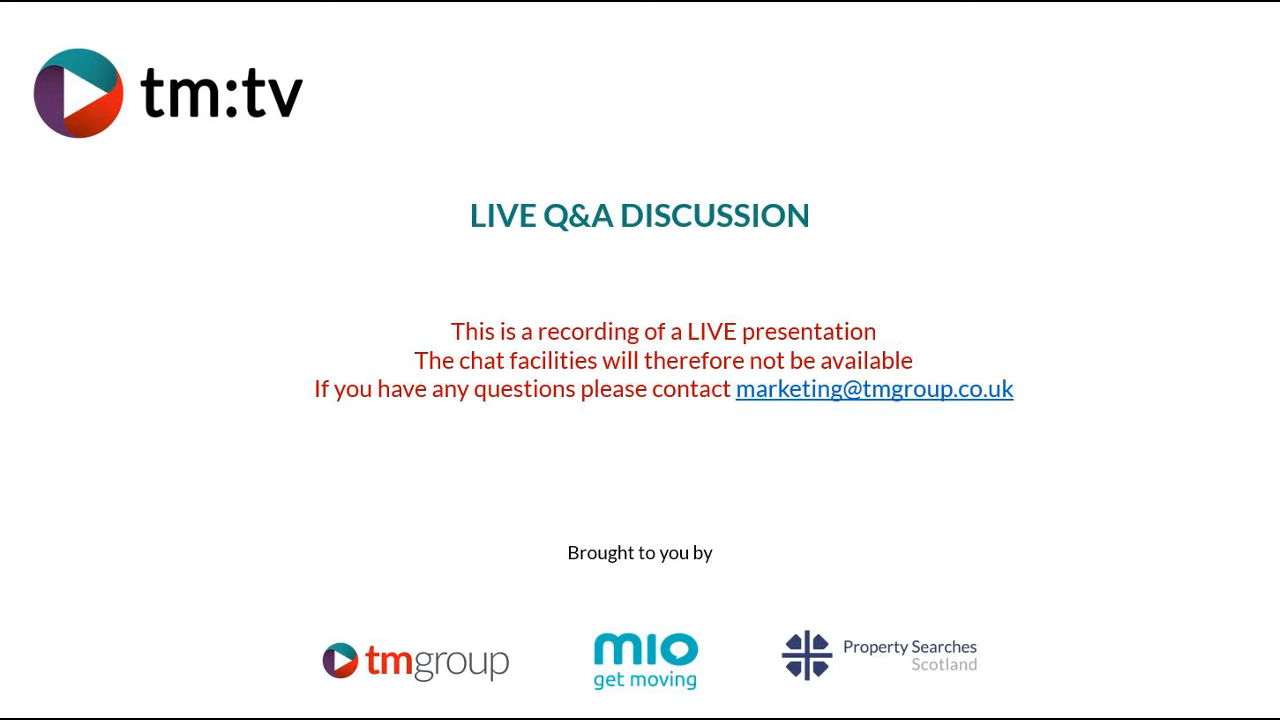 tm:tv
LIVE Q&A DISCUSSION
This is a recording of a LIVE presentation
The chat facilities will therefore not be available
If you have any questions please contact marketing@tmgroup.co.uk
Brought to you by
tmgroup
mio
get moving
Property Searches
Scotland